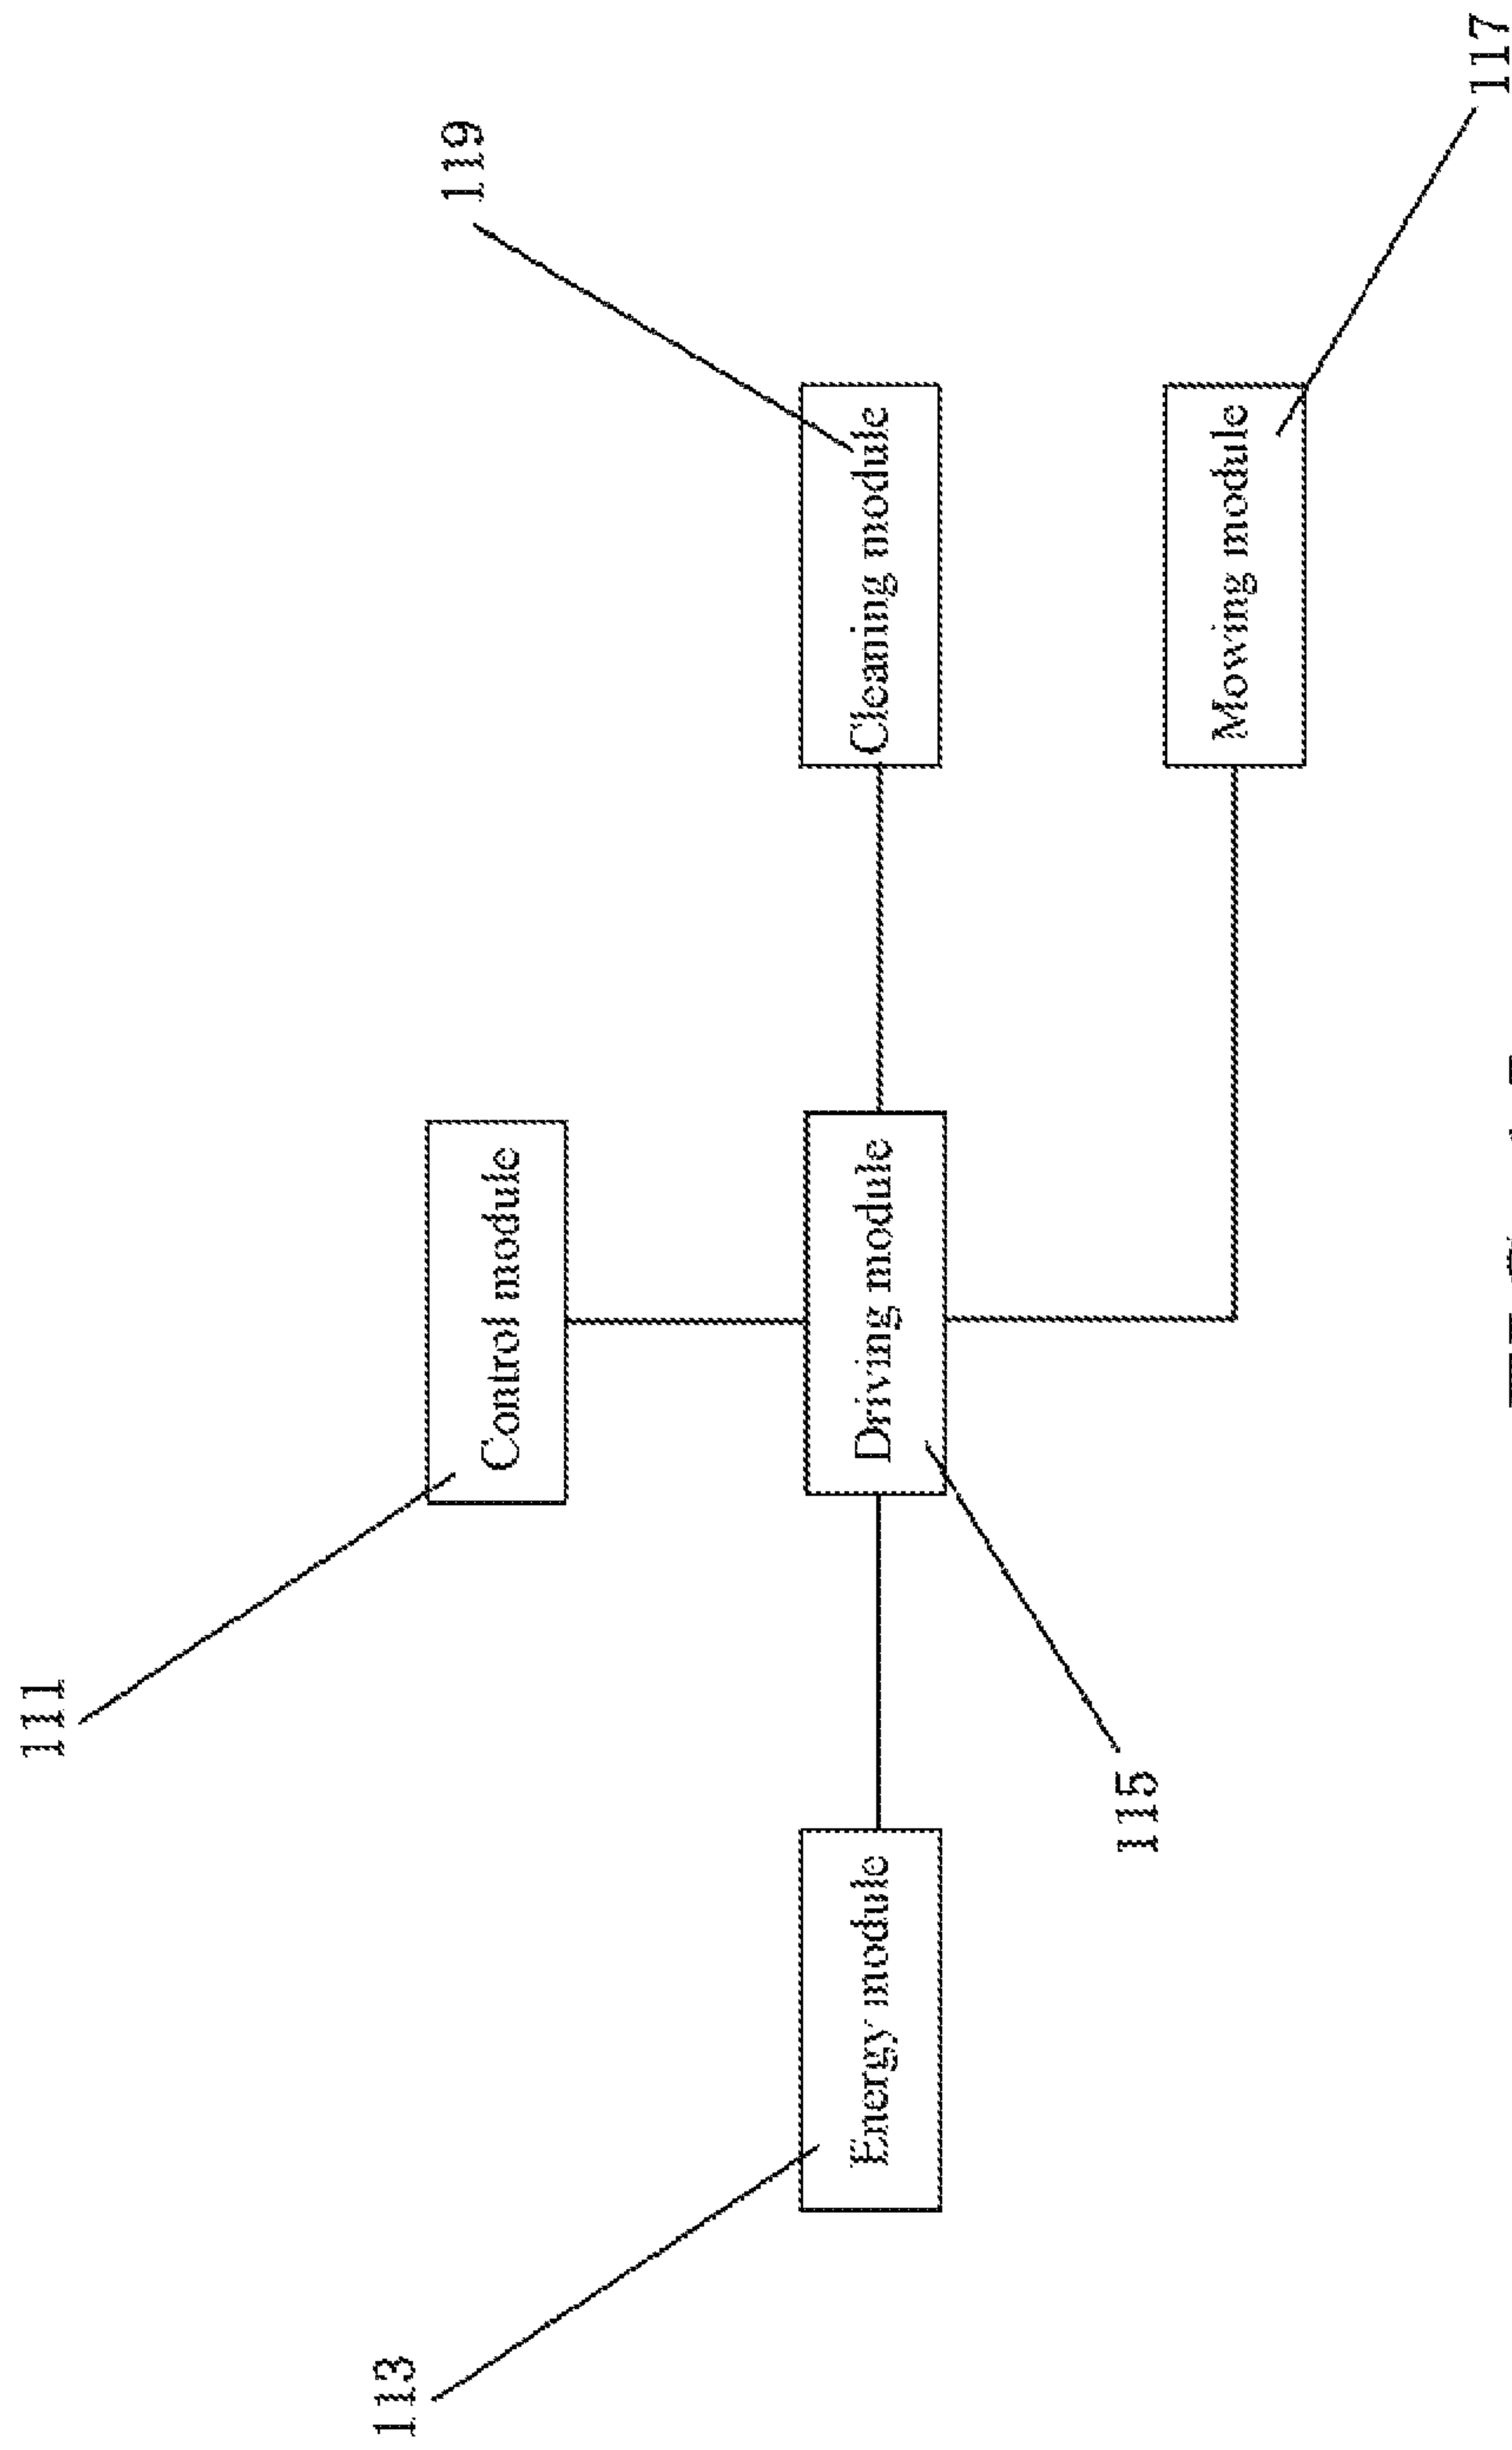 111
119
Control module
113
Energy module
Driving module
Cleaning module
115
Mowing module
117